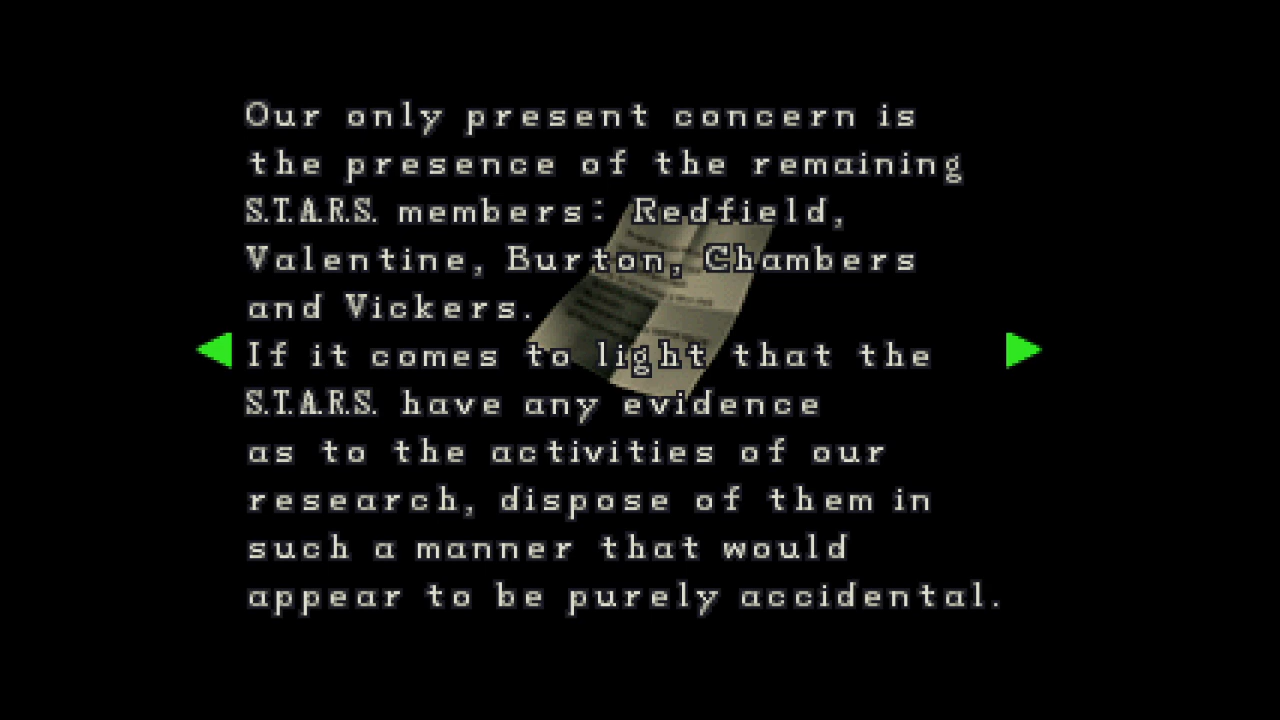 Our only present concern is
the presence of the remaining
S.T.A.R.S. members: Redfield,
Valentine, Burton, Chambers
and Vickers.
If it comes to light that the
S.T.A.R.S. have any evidence
as to the activities of our
research, dispose of them in
such a manner that would
appear to be purely accidental.